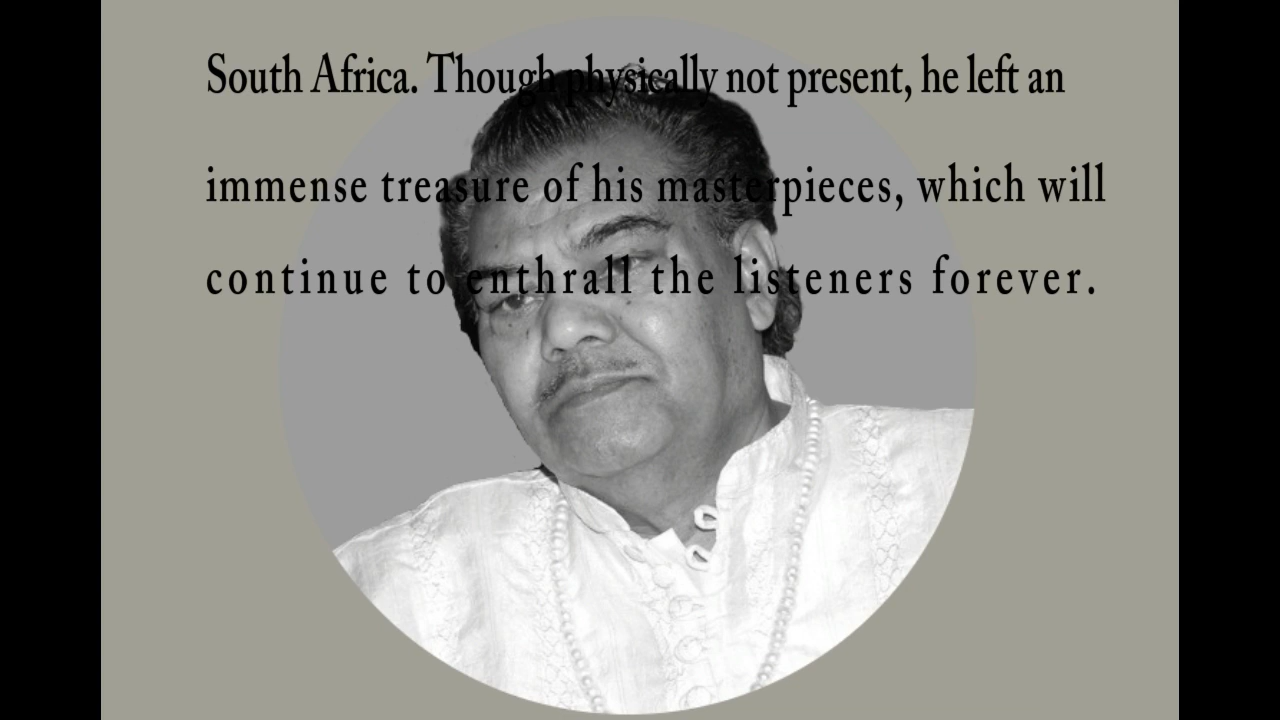 South Africa. Though physically not present, he left an
immense treasure of his masterpieces, which will
continue to enthrall the listeners forever.